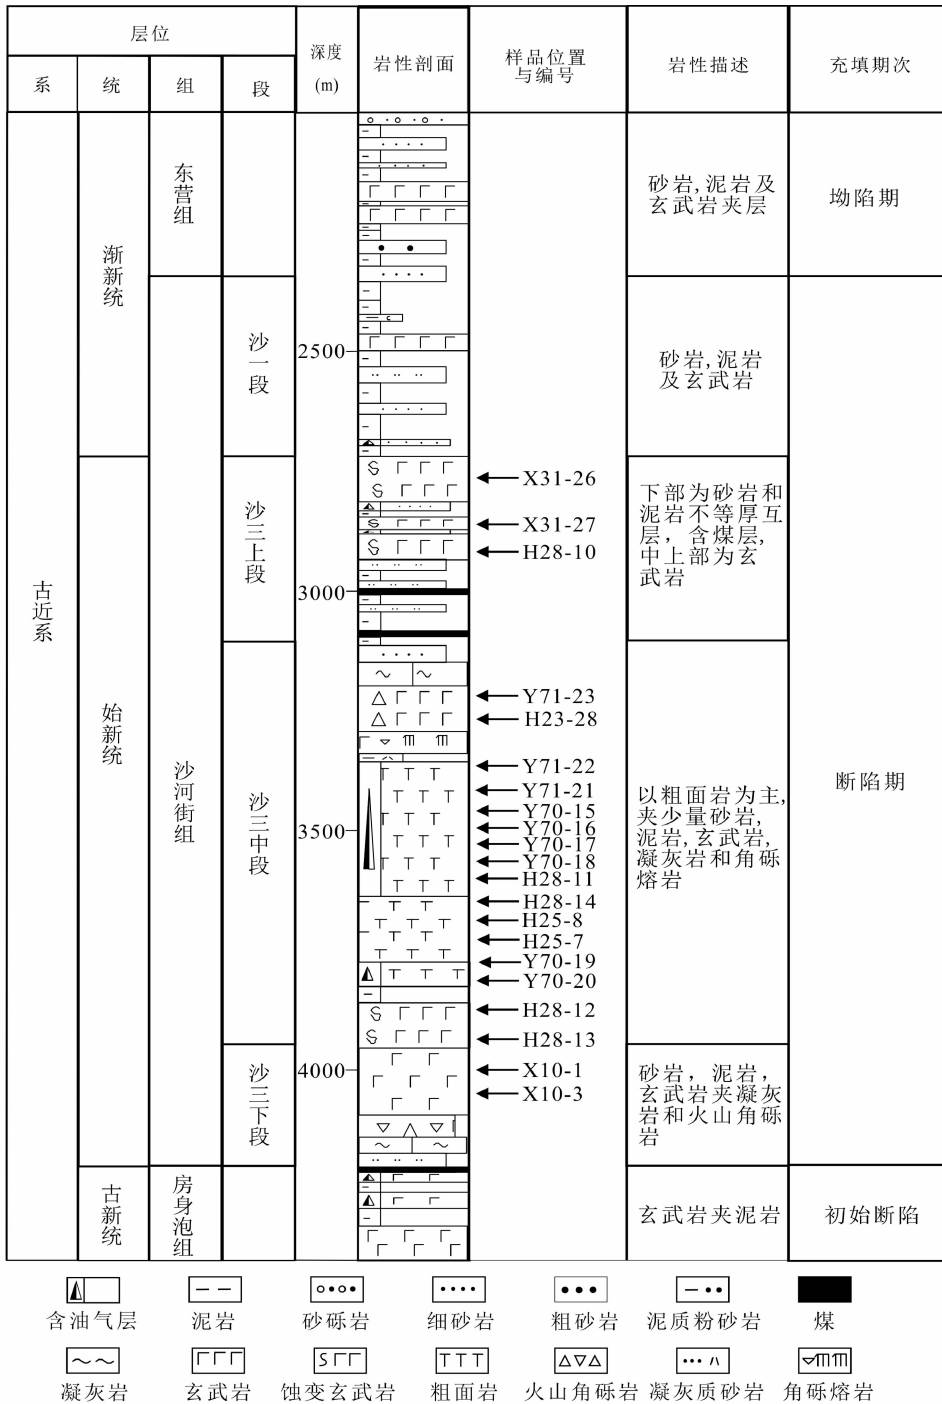 层位
系
统
组
段
深度
(m)
岩性剖面
样品位置
与编号
岩性描述
充填期次
古近系
渐新统
始新统
古新统
东营组
沙河街组
房身泡组
沙一段
沙三上段
沙三中段
沙三下段
2500
3000
3500
4000
X31-26
X31-27
H28-10
Y71-23
H23-28
Y71-22
Y71-21
Y70-15
Y70-16
Y70-17
Y70-18
H28-11
H28-14
H25-8
H25-7
Y70-19
Y70-20
H28-12
H28-13
X10-1
X10-3
砂岩,泥岩及
玄武岩夹层
砂岩,泥岩
及玄武岩
下部为砂岩和
泥岩不等厚互
层，含煤层,
中上部为玄
武岩
以粗面岩为主,
夹少量砂岩,
泥岩,玄武岩,
凝灰岩和角砾
熔岩
砂岩，泥岩，
玄武岩夹凝灰
岩和火山角砾
岩
玄武岩夹泥岩
坳陷期
断陷期
初始断陷
含油气层
泥岩
砂砾岩
细砂岩
粗砂岩
泥质粉砂岩
煤
凝灰岩
玄武岩
蚀变玄武岩
粗面岩
火山角砾岩
凝灰质砂岩
角砾熔岩